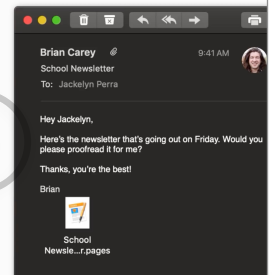 Brian Carey 9:41 AM
School Newsletter
To: Jackelyn Perra
Hey Jackelyn,
Here's the newsletter that's going out on Friday. Would you
please proofread it for me?
Thanks, you're the best!
Brian
School
Newsle...r.pages